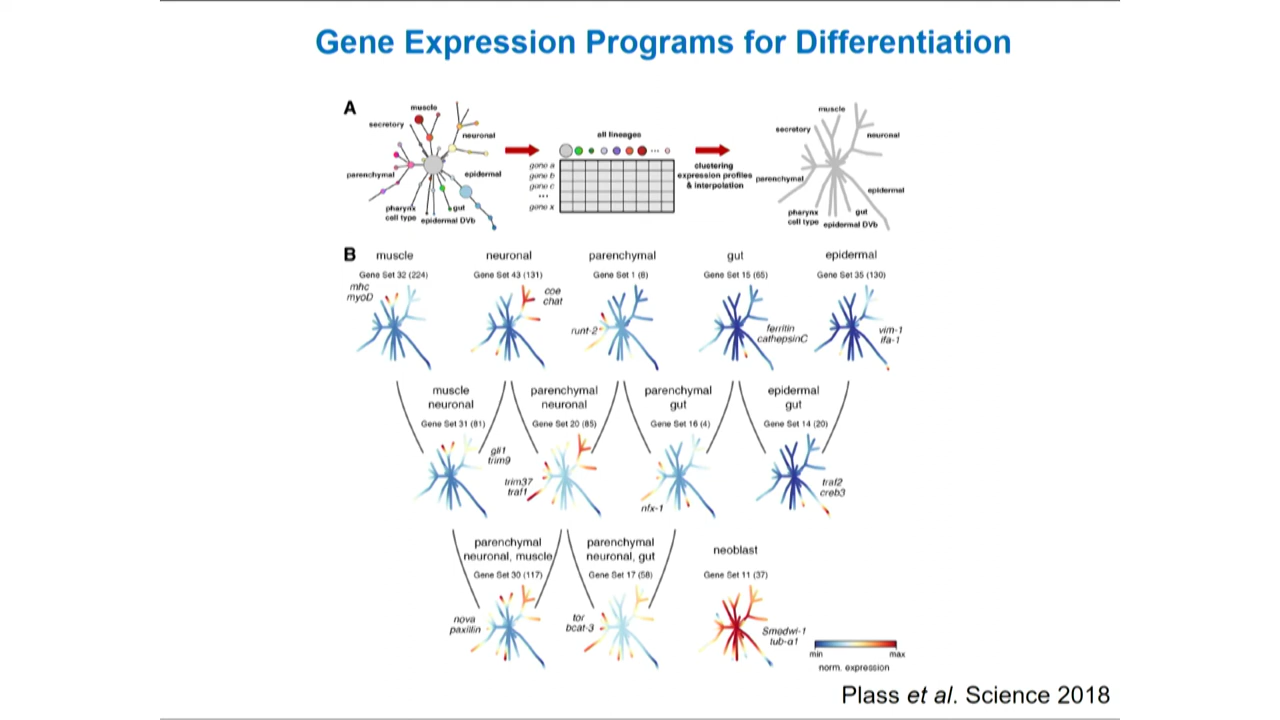 Gene Expression Programs for Differentiation
A
muscle
secretory
neuronal
parenchymal
epidermal
pharynx
cell type
gut
epidermal DVb
all lineages
...
gene a
gene b
gene c
...
gene x
clustering
expression profiles
& interpolation
muscle
secretory
neuronal
parenchymal
epidermal
pharynx
cell type
gut
epidermal DVb
B
muscle
Gene Set 32 (224)
mhc
myoD
neuronal
Gene Set 43 (131)
coe
chat
parenchymal
Gene Set 1 (8)
runt-2
gut
Gene Set 15 (65)
ferritin
cathepsinC
epidermal
Gene Set 35 (130)
vim-1
ifa-1
muscle
neuronal
Gene Set 31 (81)
gli1
trim9
parenchymal
neuronal
Gene Set 20 (85)
trim37
traf1
parenchymal
gut
Gene Set 16 (4)
nfx-1
epidermal
gut
Gene Set 14 (20)
traf2
creb3
parenchymal
neuronal, muscle
Gene Set 30 (117)
nova
paxillin
parenchymal
neuronal, gut
Gene Set 17 (58)
tor
bcat-3
neoblast
Gene Set 11 (37)
Smedwi-1
tub-α1
min
max
norm. expression
Plass et al. Science 2018